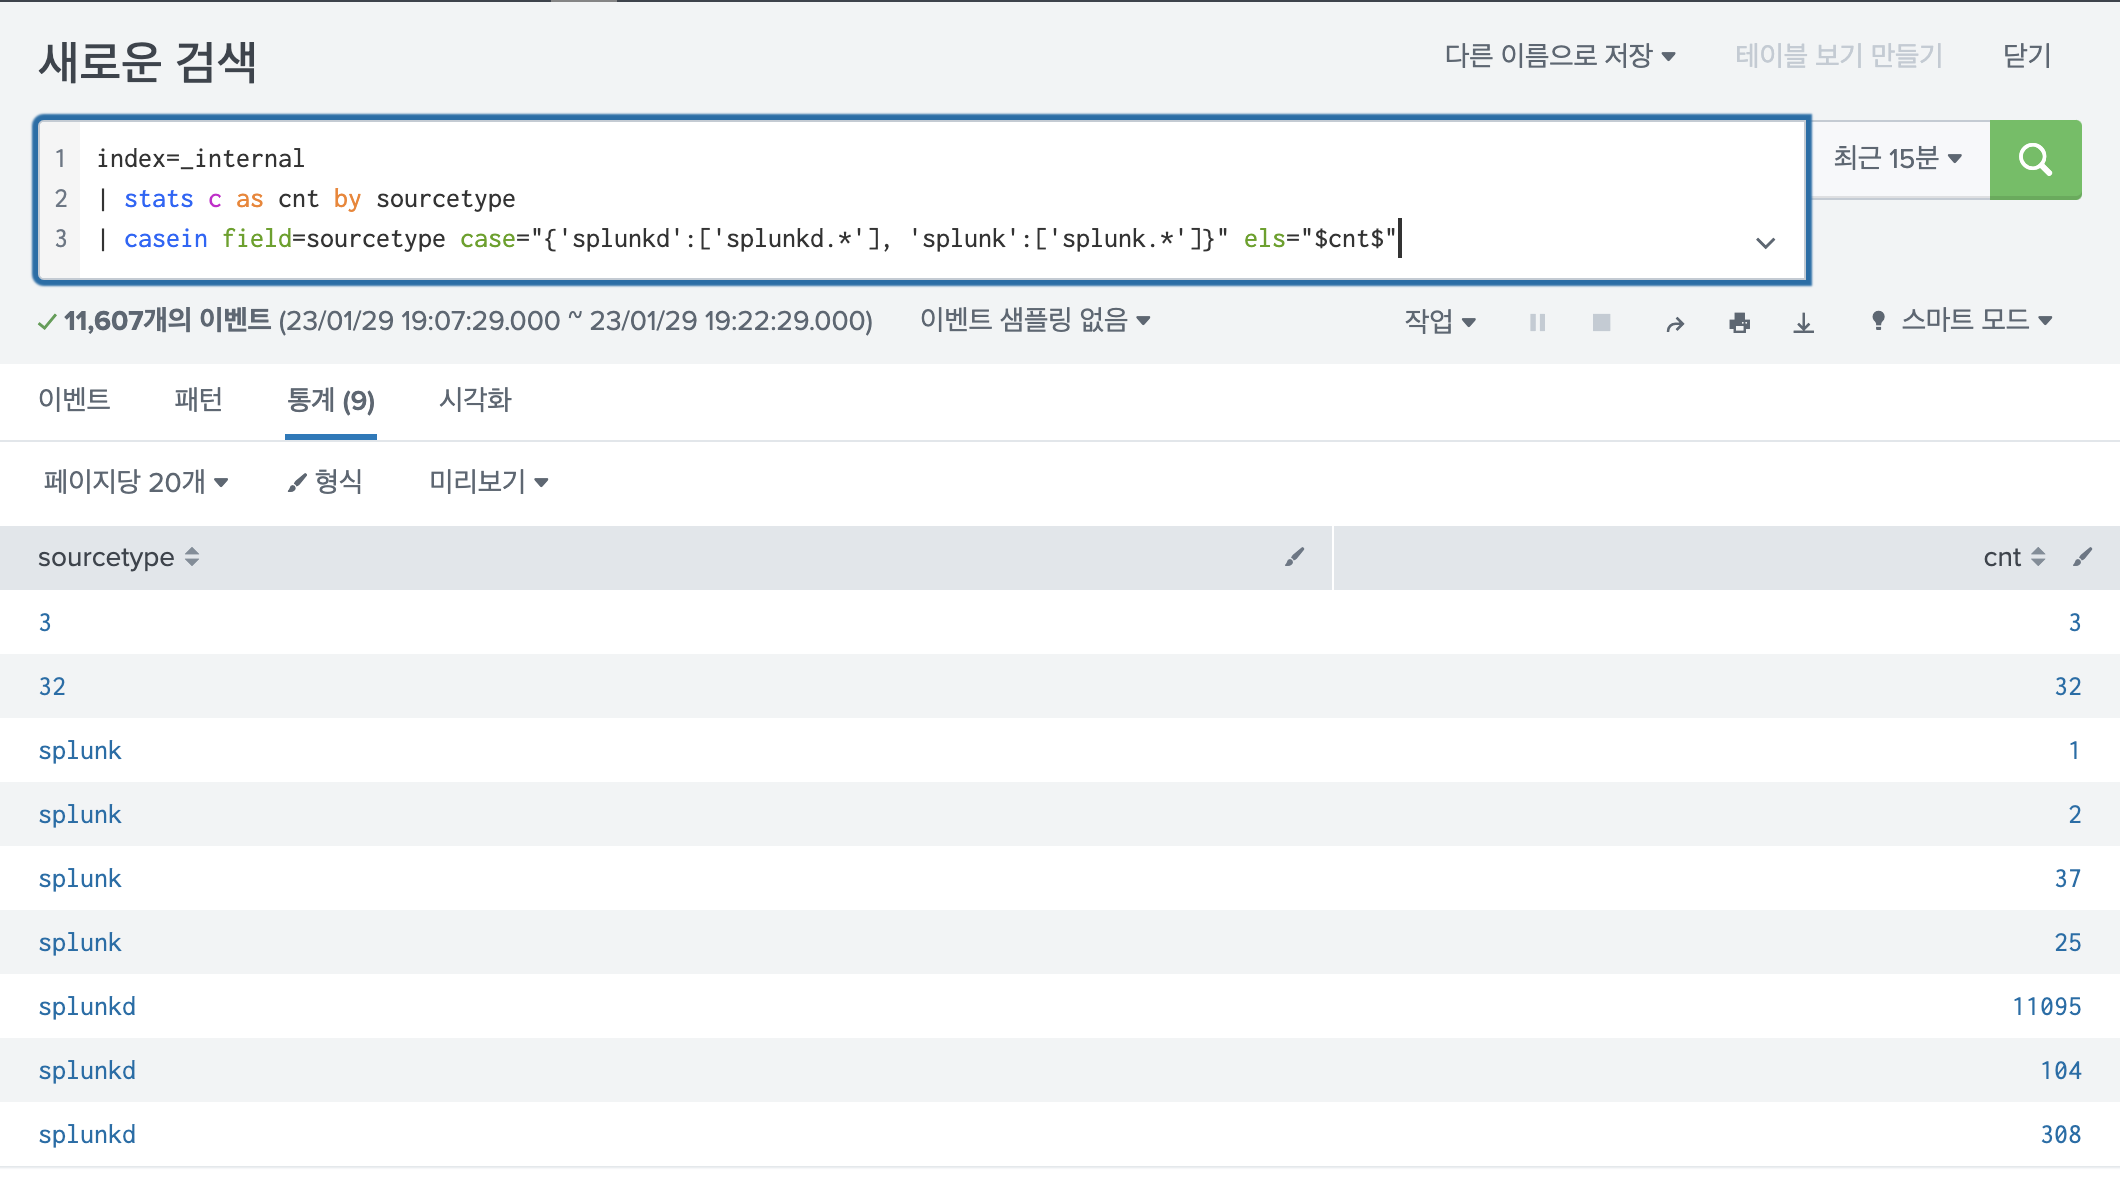 새로운 검색
다른 이름으로 저장 테이블 보기 만들기 닫기
1 index=_internal
2 | stats c as cnt by sourcetype
3 | casein field=sourcetype case="{'splunkd':['splunkd.*'], 'splunk':['splunk.*']}" els="$cnt$"
최근 15분
11,607개의 이벤트 (23/01/29 19:07:29.000 ~ 23/01/29 19:22:29.000) 이벤트 샘플링 없음 작업 스마트 모드
이벤트 패턴 통계 (9) 시각화
페이지당 20개 형식 미리보기
sourcetype cnt
3 3
32 32
splunk 1
splunk 2
splunk 37
splunk 25
splunkd 11095
splunkd 104
splunkd 308